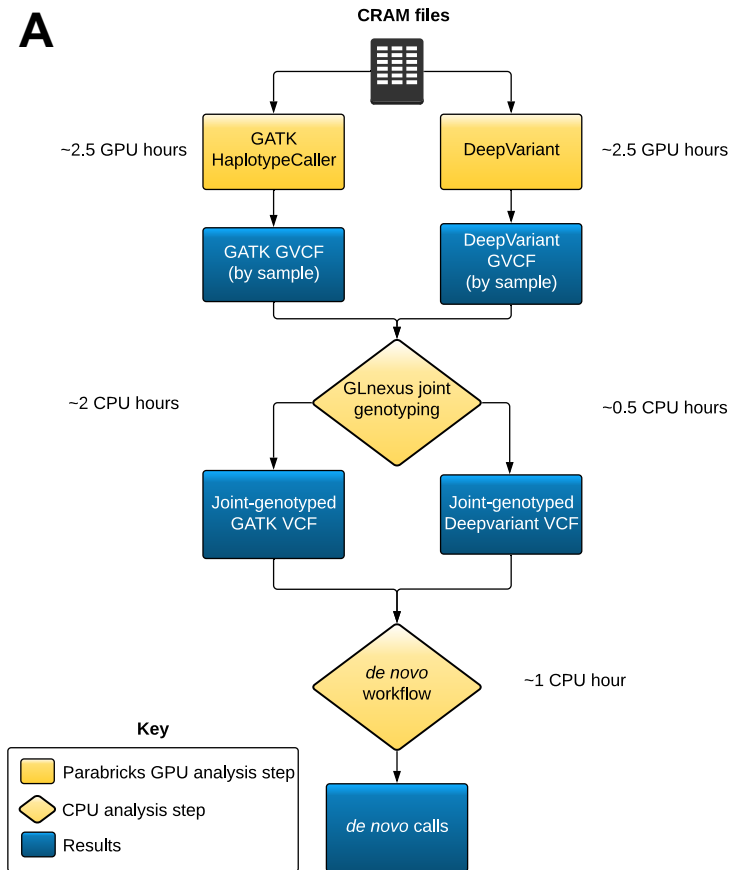 A
CRAM files
~2.5 GPU hours
GATK
HaplotypeCaller
DeepVariant
~2.5 GPU hours
GATK GVCF
(by sample)
DeepVariant
GVCF
(by sample)
~2 CPU hours
GLnexus joint
genotyping
~0.5 CPU hours
Joint-genotyped
GATK VCF
Joint-genotyped
Deepvariant VCF
de novo
workflow
~1 CPU hour
Key
Parabricks GPU analysis step
CPU analysis step
Results
de novo calls